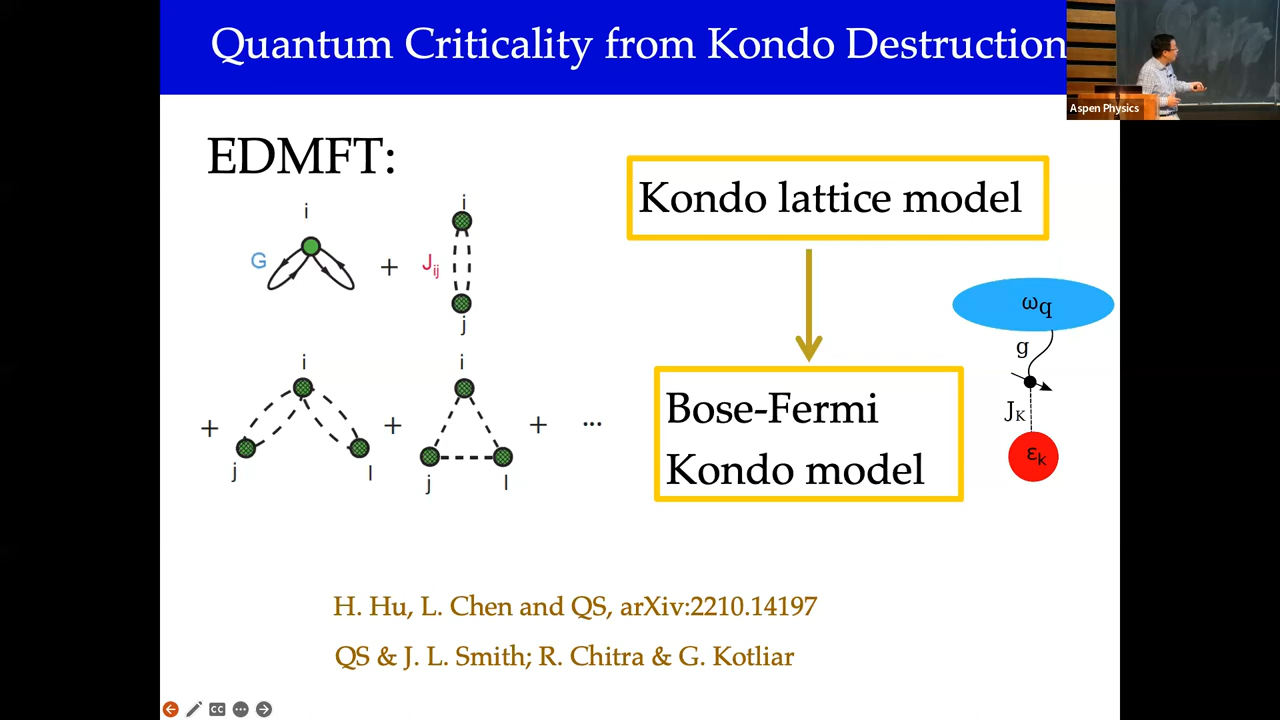 Quantum Criticality from Kondo Destruction
Aspen Physics
EDMFT:
i
G
+
J_ij
i
j
Kondo lattice model
ω_q
g
J_K
ε_k
+
i
j
l
+
i
j
l
+
...
Bose-Fermi
Kondo model
H. Hu, L. Chen and QS, arXiv:2210.14197
QS & J. L. Smith; R. Chitra & G. Kotliar
CC